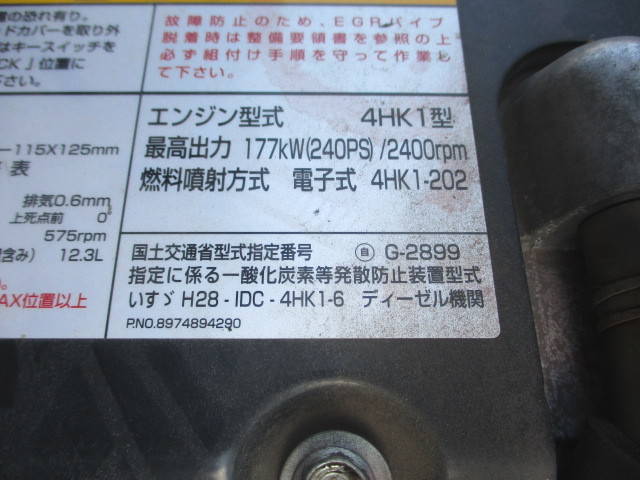 置の恐れ有り。
ドカバーを取り外
はキースイッチを
CK」位置に
故障防止のため、EGRパイプ
脱着時は整備要領書を参照の上
必ず組付け手順を守って作業し
て下さい。
ー115X125mm
表
排気0.6mm
上死点前 0°
575rpm
含み) 12.3L
AX位置以上
エンジン型式 4HK1型
最高出力 177kW(240PS)/2400rpm
燃料噴射方式 電子式 4HK1-202
国土交通省型式指定番号 自 G-2899
指定に係る一酸化炭素等発散防止装置型式
いすゞ H28 - IDC - 4HK1-6 ディーゼル機関
P.NO.8974894290